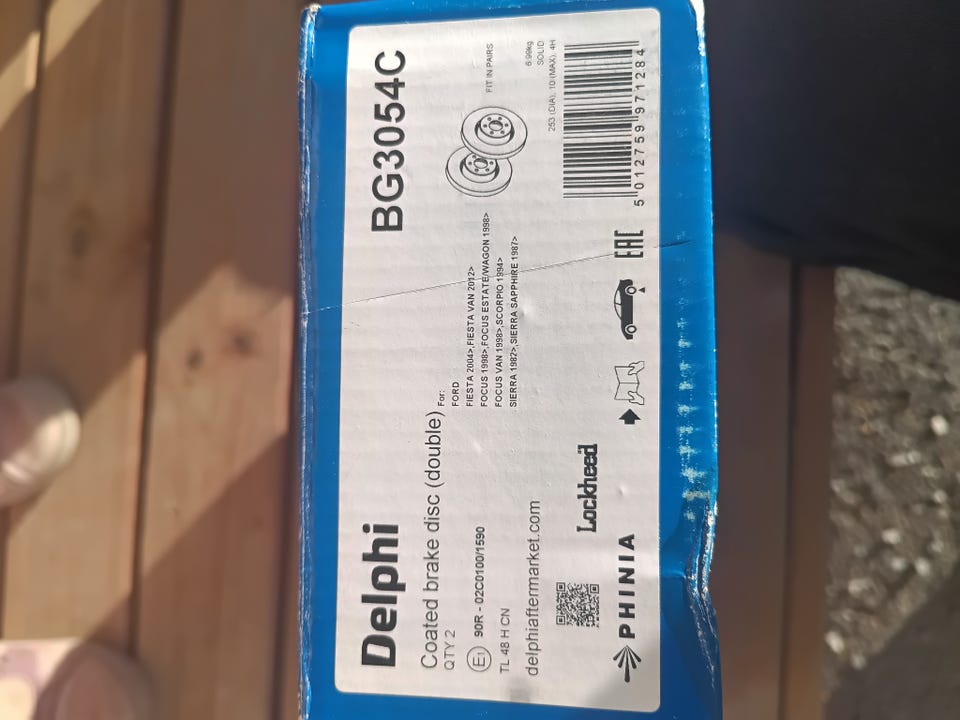 Delphi
BG3054C
Coated brake disc (double)
QTY 2
E1 90R - 02C0100/1590
TL 48 H CN
delphiaftermarket.com
For:
FORD
FIESTA 2004>,FIESTA VAN 2012>
FOCUS 1998>,FOCUS ESTATE/WAGON 1998>
FOCUS VAN 1998>,SCORPIO 1994>
SIERRA 1982>,SIERRA SAPPHIRE 1987>
FIT IN PAIRS
6.99kg
SOLID
253 (DIA), 10 (MAX), 4H
5 012759 971284
PHINIA
Lockheed
EAC